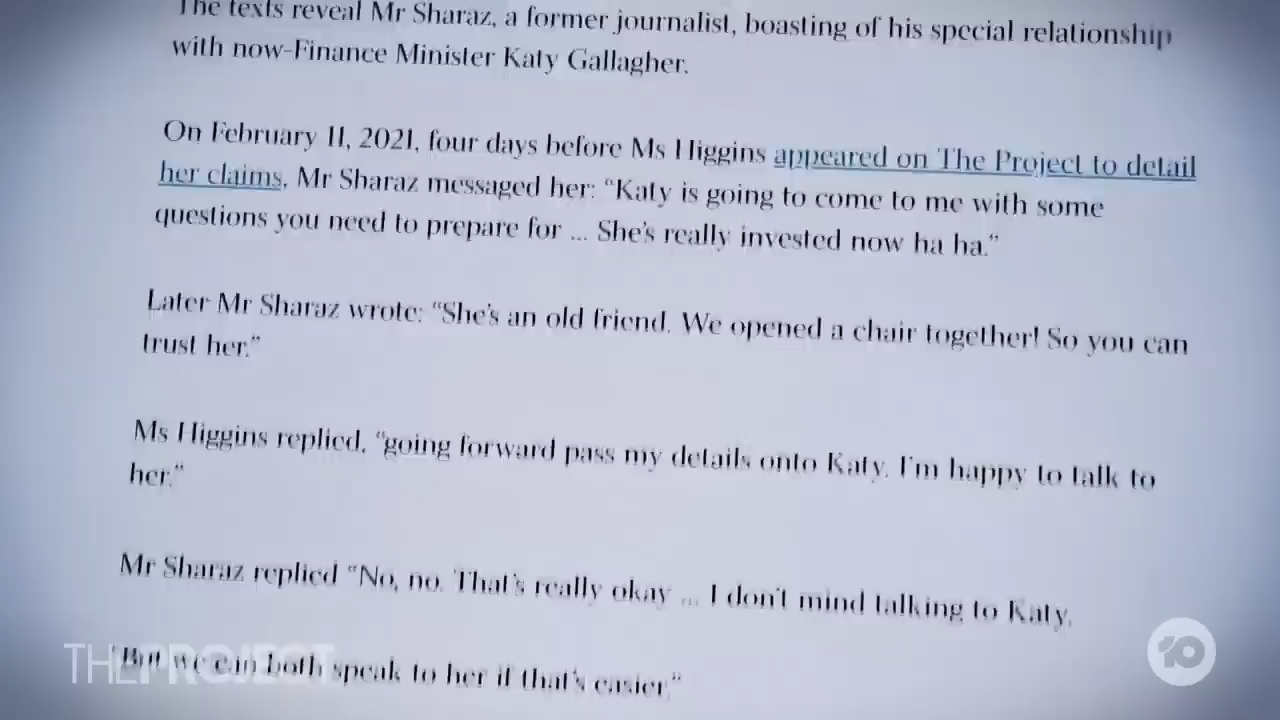 The texts reveal Mr Sharaz, a former journalist, boasting of his special relationship
with now-Finance Minister Katy Gallagher.
On February 11, 2021, four days before Ms Higgins appeared on The Project to detail
her claims, Mr Sharaz messaged her: “Katy is going to come to me with some
questions you need to prepare for ... She’s really invested now ha ha.”
Later Mr Sharaz wrote: “She’s an old friend. We opened a chair together! So you can
trust her.”
Ms Higgins replied, “going forward pass my details onto Katy. I’m happy to talk to
her.”
Mr Sharaz replied “No, no. That’s really okay ... I don’t mind talking to Katy.
“But we can both speak to her if that’s easier.”
THE PROJECT
10